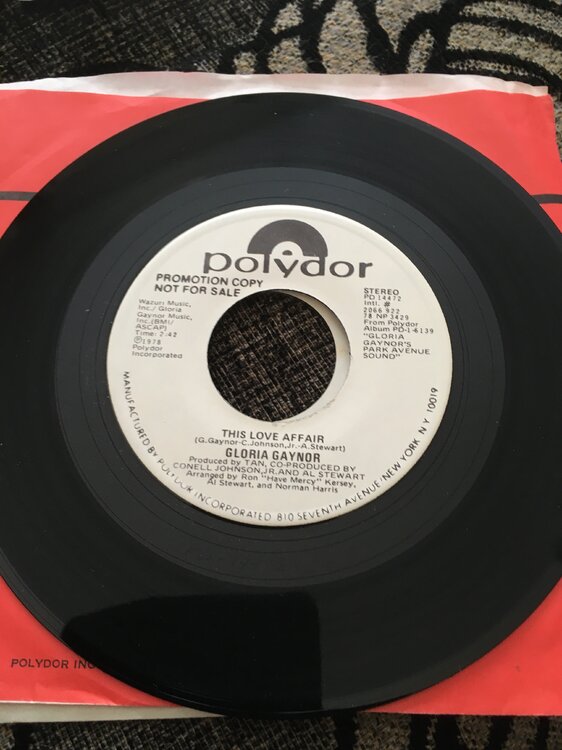 polydor
PROMOTION COPY
NOT FOR SALE
Wazuri Music,
Inc./ Gloria
Gaynor Music,
Inc.(BMI/
ASCAP)
Time: 2:42
Ⓟ1978
Polydor
Incorporated
STEREO
PD 14472
Intl. #
2066 922
78 NP 3429
From Polydor
Album PD-1-6139
"GLORIA
GAYNOR'S
PARK AVENUE
SOUND"
THIS LOVE AFFAIR
(G.Gaynor-C.Johnson,Jr.-A.Stewart)
GLORIA GAYNOR
Produced by TAN, CO-PRODUCED BY
CONELL JOHNSON,JR.AND AL STEWART
Arranged by Ron "Have Mercy" Kersey,
Al Stewart, and Norman Harris
MANUFACTURED BY POLYDOR INCORPORATED 810 SEVENTH AVENUE·NEW YORK, N.Y. 10019
POLYDOR INC